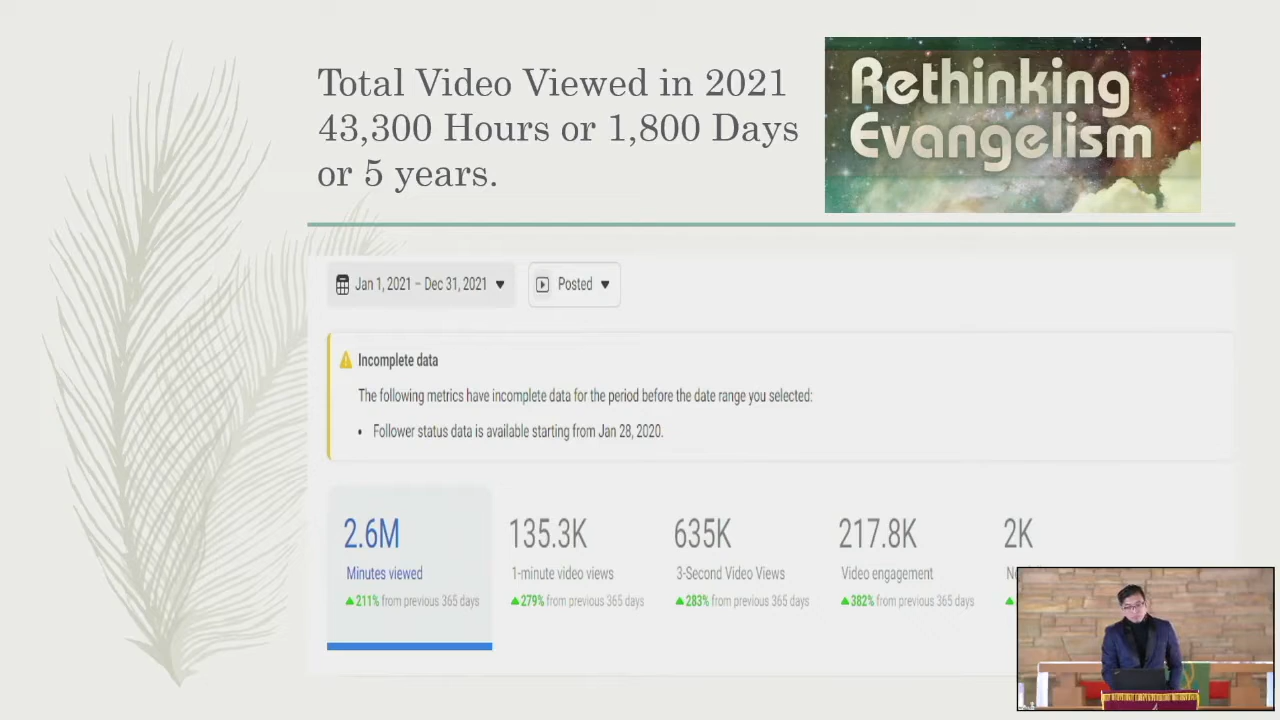 Total Video Viewed in 2021
43,300 Hours or 1,800 Days
or 5 years.
Rethinking
Evangelism
Jan 1, 2021 – Dec 31, 2021
Posted
Incomplete data
The following metrics have incomplete data for the period before the date range you selected:
• Follower status data is available starting from Jan 28, 2020.
2.6M 135.3K 635K 217.8K 2K
Minutes viewed 1-minute video views 3-Second Video Views Video engagement
211% from previous 365 days 279% from previous 365 days 283% from previous 365 days 382% from previous 365 days